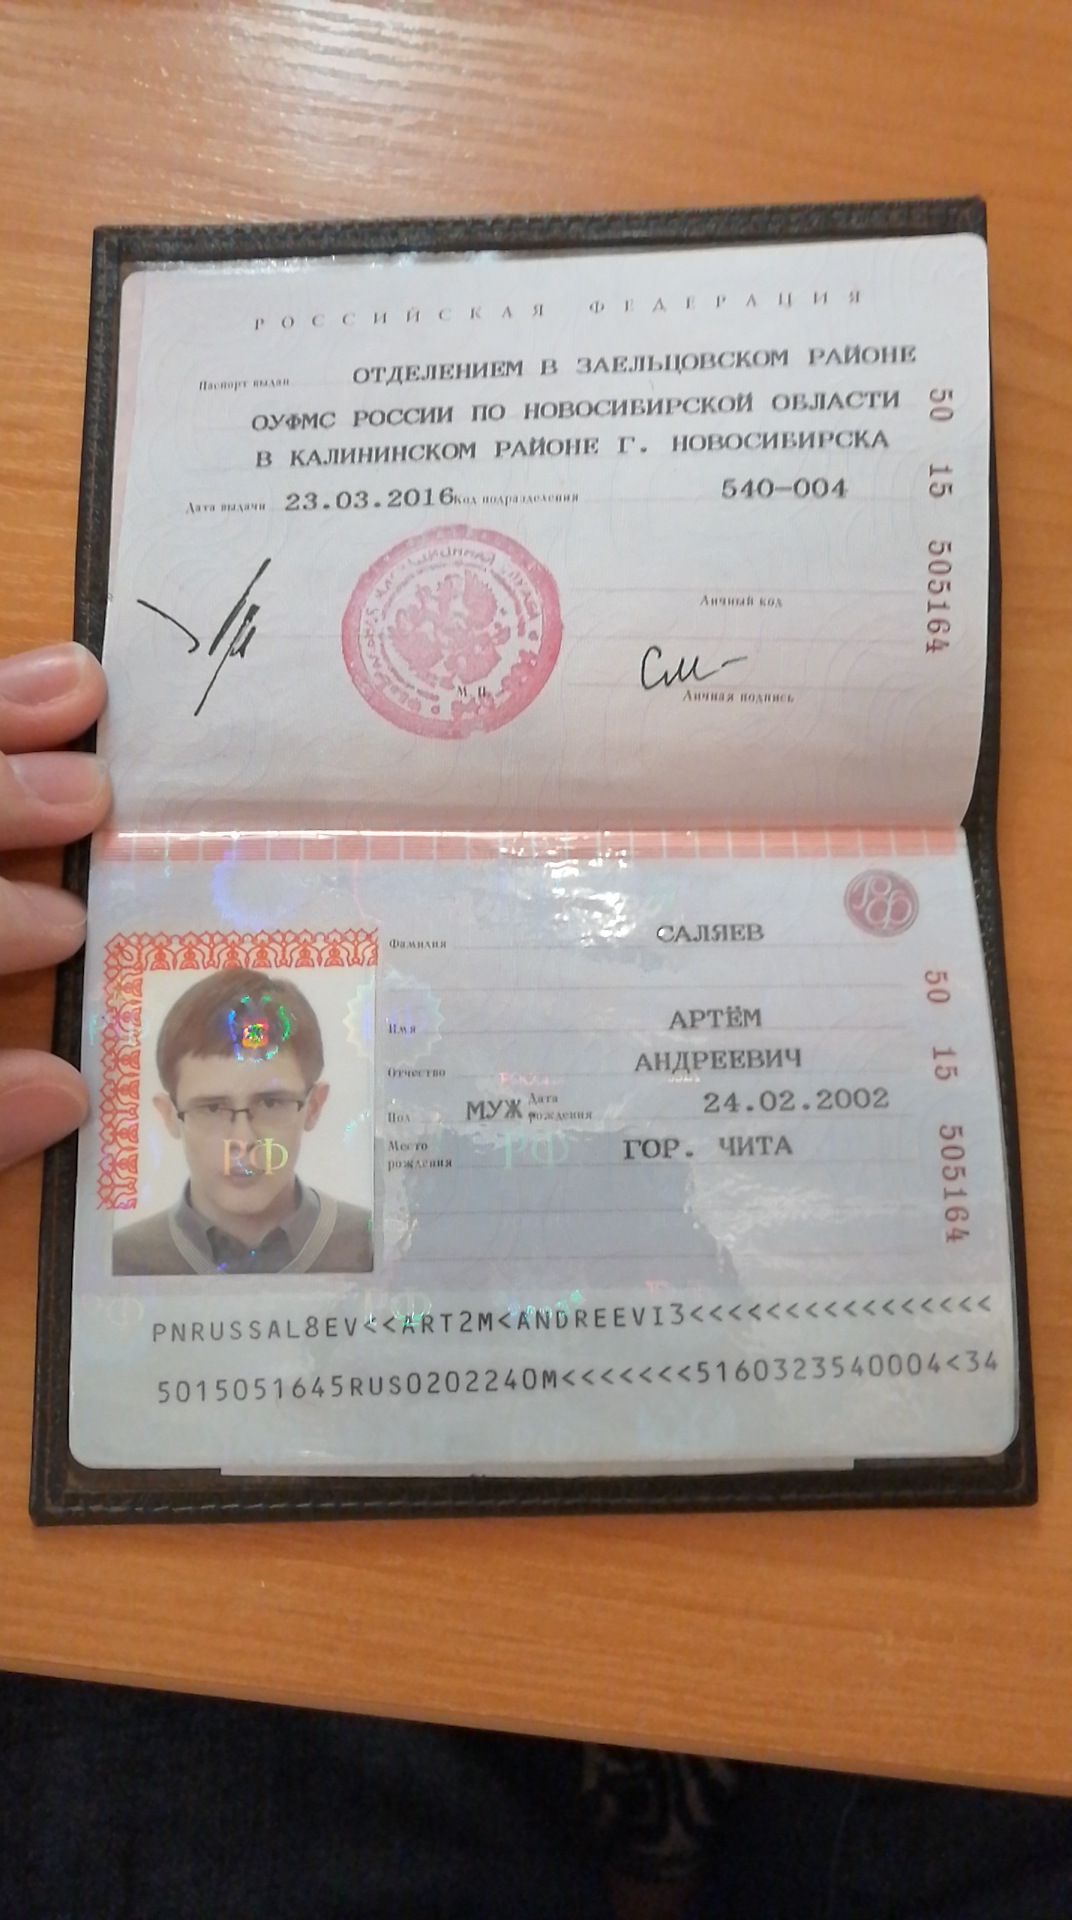 РОССИЙСКАЯ ФЕДЕРАЦИЯ
Паспорт выдан ОТДЕЛЕНИЕМ В ЗАЕЛЬЦОВСКОМ РАЙОНЕ
ОУФМС РОССИИ ПО НОВОСИБИРСКОЙ ОБЛАСТИ
В КАЛИНИНСКОМ РАЙОНЕ Г. НОВОСИБИРСКА
Дата выдачи 23.03.2016 Код подразделения 540-004
50 15 505164
Личный код
М. П.
Личная подпись
РФ
Фамилия САЛЯЕВ
Имя АРТЁМ
Отчество АНДРЕЕВИЧ
Пол МУЖ Дата рождения 24.02.2002
Место рождения ГОР. ЧИТА
50 15 505164
РФ
РФ
PNRUSSAL8EV<<ART2M<ANDREEVI3<<<<<<<<<<<<<<<<
5015051645RUS0202240M<<<<<<<5160323540004<34